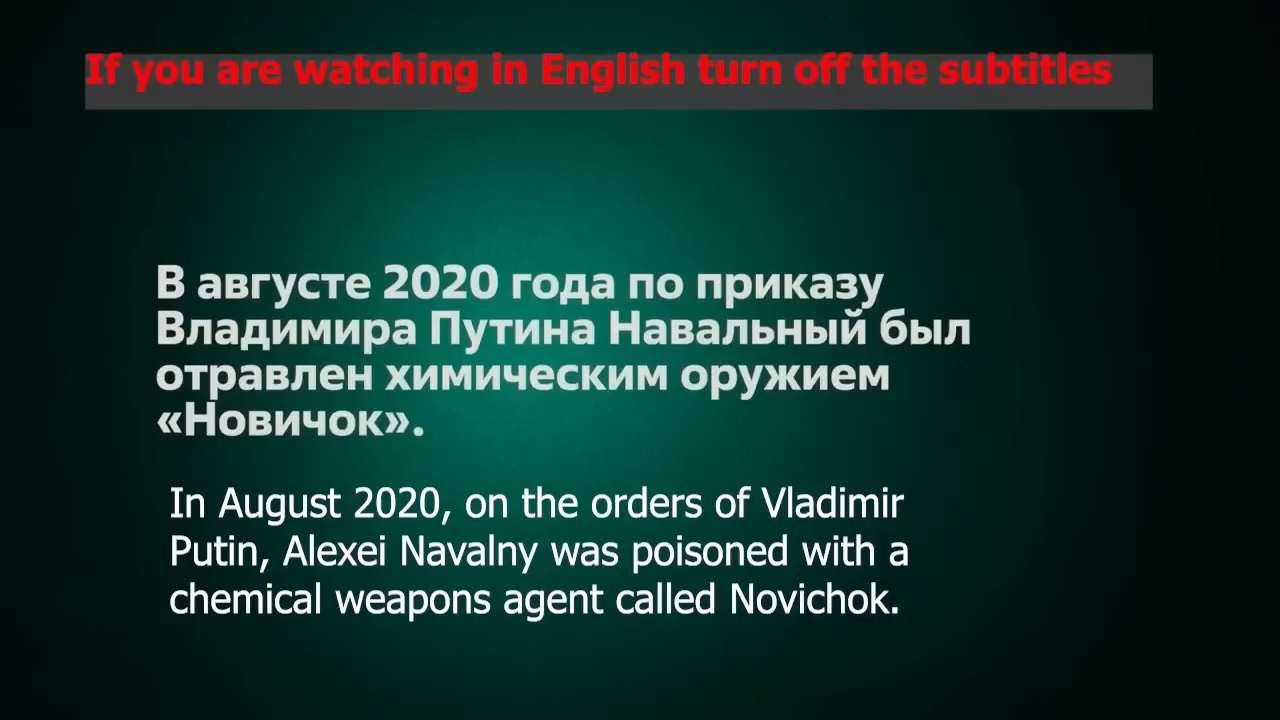 If you are watching in English turn off the subtitles
В августе 2020 года по приказу
Владимира Путина Навальный был
отравлен химическим оружием
«Новичок».
In August 2020, on the orders of Vladimir
Putin, Alexei Navalny was poisoned with a
chemical weapons agent called Novichok.